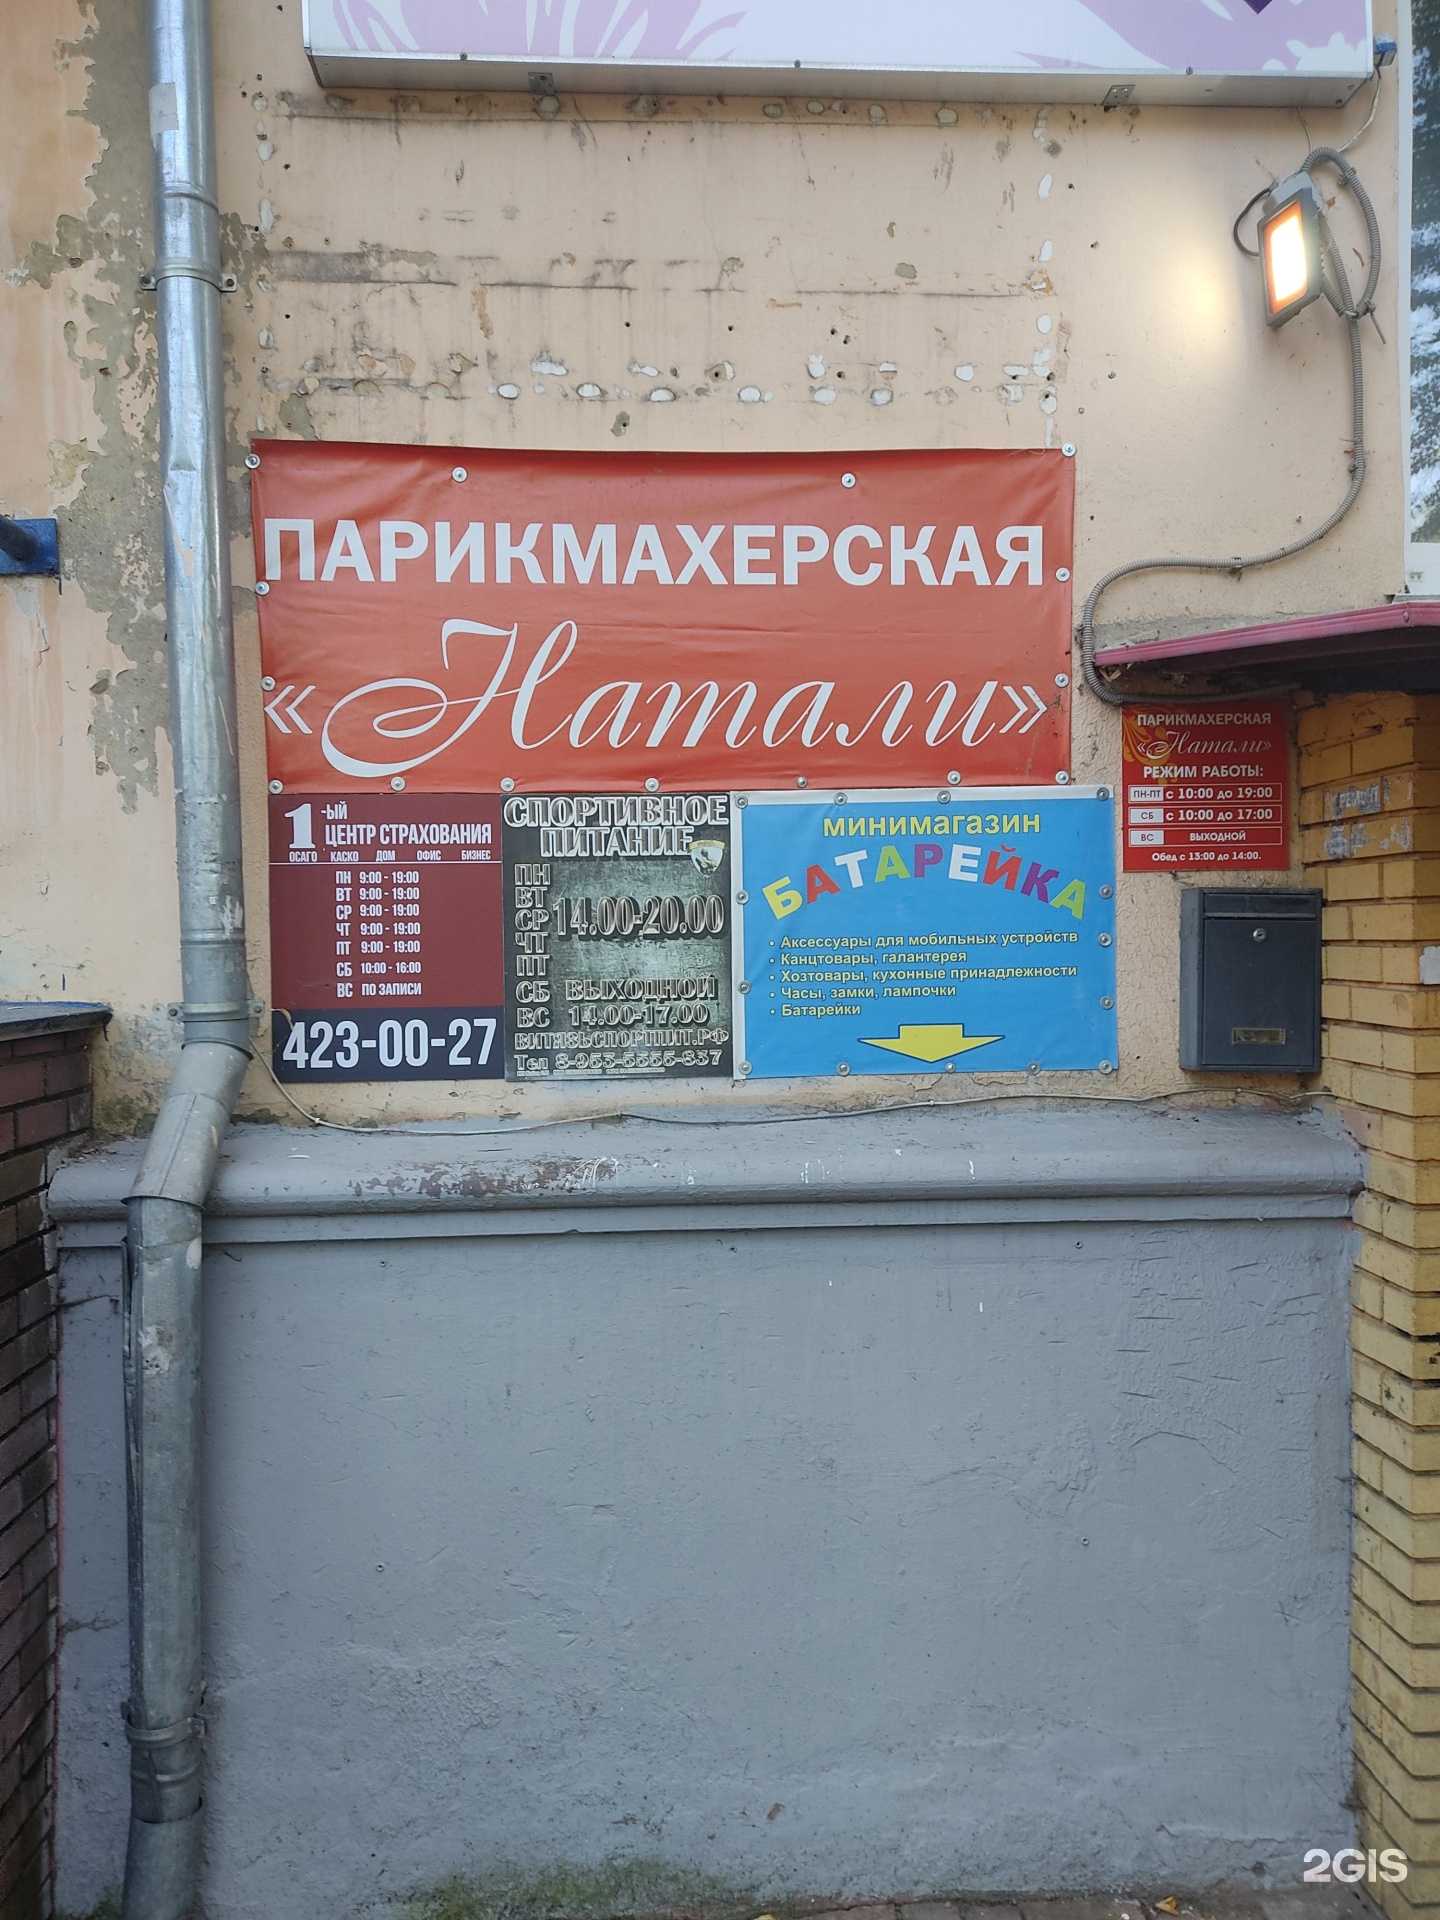 ПАРИКМАХЕРСКАЯ
«Натали»
1-ый
ЦЕНТР СТРАХОВАНИЯ
ОСАГО КАСКО ДОМ ОФИС БИЗНЕС
ПН 9:00 - 19:00
ВТ 9:00 - 19:00
СР 9:00 - 19:00
ЧТ 9:00 - 19:00
ПТ 9:00 - 19:00
СБ 10:00 - 16:00
ВС ПО ЗАПИСИ
423-00-27
СПОРТИВНОЕ
ПИТАНИЕ
ПН
ВТ
СР 14.00-20.00
ЧТ
ПТ
СБ ВЫХОДНОЙ
ВС 14.00-17.00
ВИТЯЗЬСПОРТПИТ.РФ
Тел 8-953-5555-837
МИНИМАГАЗИН
БАТАРЕЙКА
• Аксессуары для мобильных устройств
• Канцтовары, галантерея
• Хозтовары, кухонные принадлежности
• Часы, замки, лампочки
• Батарейки
ПАРИКМАХЕРСКАЯ
«Натали»
РЕЖИМ РАБОТЫ:
ПН-ПТ с 10:00 до 19:00
СБ с 10:00 до 17:00
ВС ВЫХОДНОЙ
Обед с 13:00 до 14:00.
2GIS